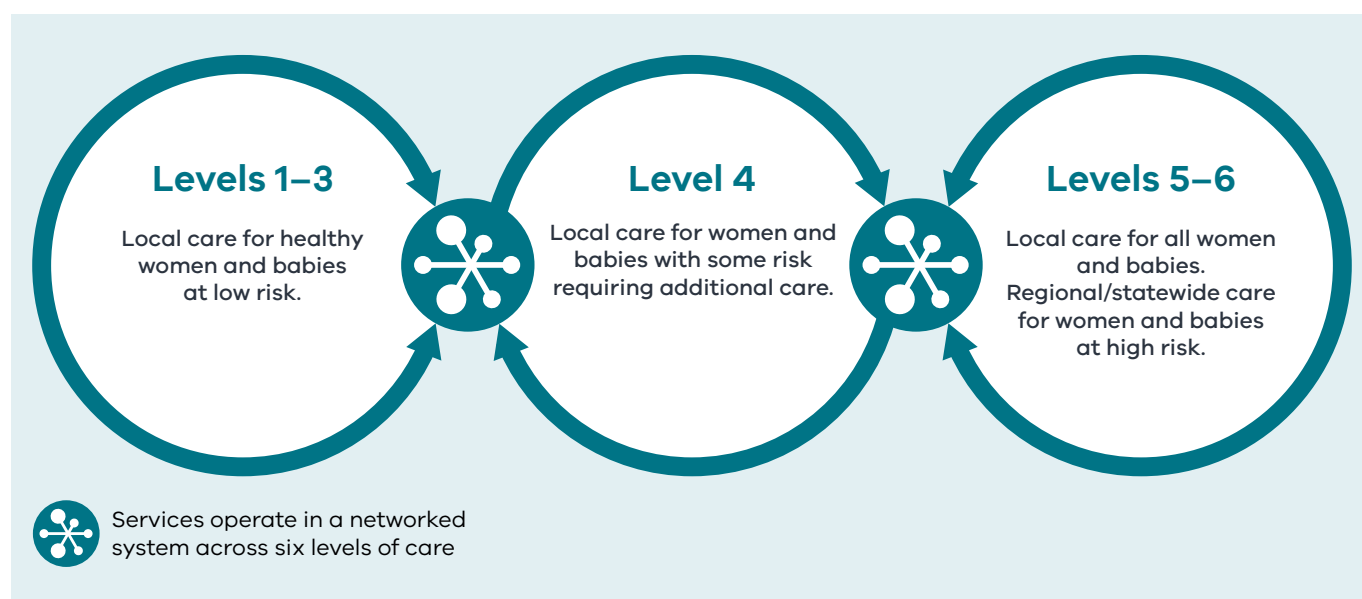 Levels 1–3
Local care for healthy
women and babies
at low risk.
Level 4
Local care for women and
babies with some risk
requiring additional care.
Levels 5–6
Local care for all women
and babies.
Regional/statewide care
for women and babies
at high risk.
Services operate in a networked
system across six levels of care